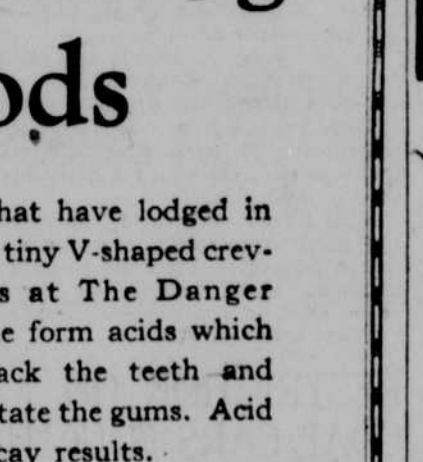 ods
hat have lodged in
tiny V-shaped crev-
s at The Danger
e form acids which
ack the teeth and
tate the gums. Acid
cay results.